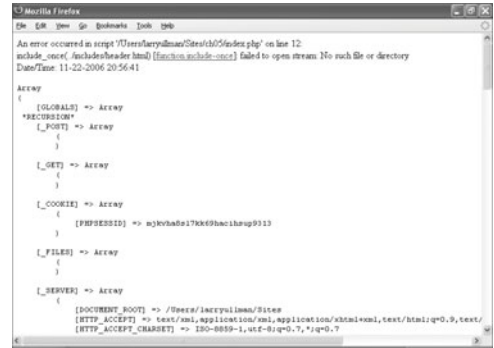 Mozilla Firefox
File Edit View Go Bookmarks Tools Help
An error occurred in script '/Users/larryullman/Sites/ch05/index.php' on line 12:
include_once(./includes/header.html) [function.include-once]: failed to open stream: No such file or directory
Date/Time: 11-22-2006 20:56:41
Array
(
[GLOBALS] => Array
*RECURSION*
[_POST] => Array
(
)
[_GET] => Array
(
)
[_COOKIE] => Array
(
[PHPSESSID] =>
)
[_FILES] => Array
(
)
[_SERVER] => Array
(
[DOCUMENT_ROOT] => /Users/larryullman/Sites
[HTTP_ACCEPT] => text/xml,application/xml,application/xhtml+xml,text/html;q=0.9,text/
[HTTP_ACCEPT_CHARSET] => ISO-8859-1,utf-8;q=0.7,*;q=0.7